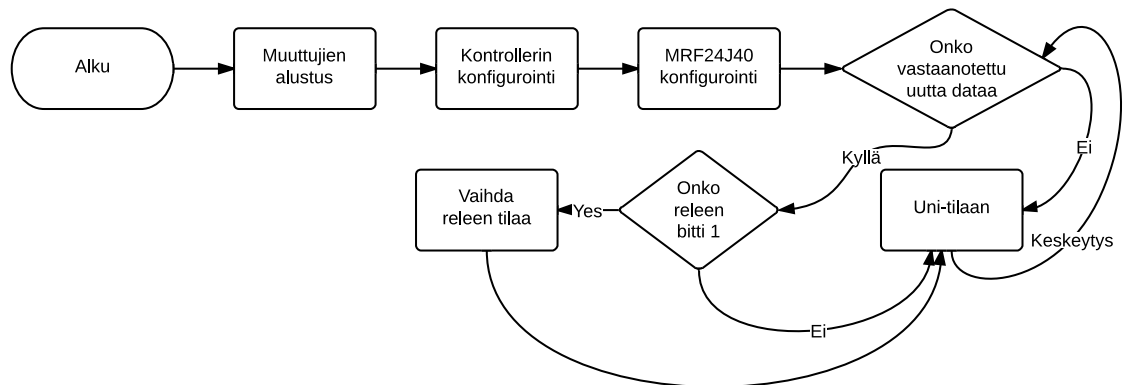 Alku
Muuttujien
alustus
Kontrollerin
konfigurointi
MRF24J40
konfigurointi
Onko
vastaanotettu
uutta dataa
Ei
Kyllä
Vaihda
releen tilaa
Yes
Onko
releen
bitti 1
Uni-tilaan
Keskeytys
Ei